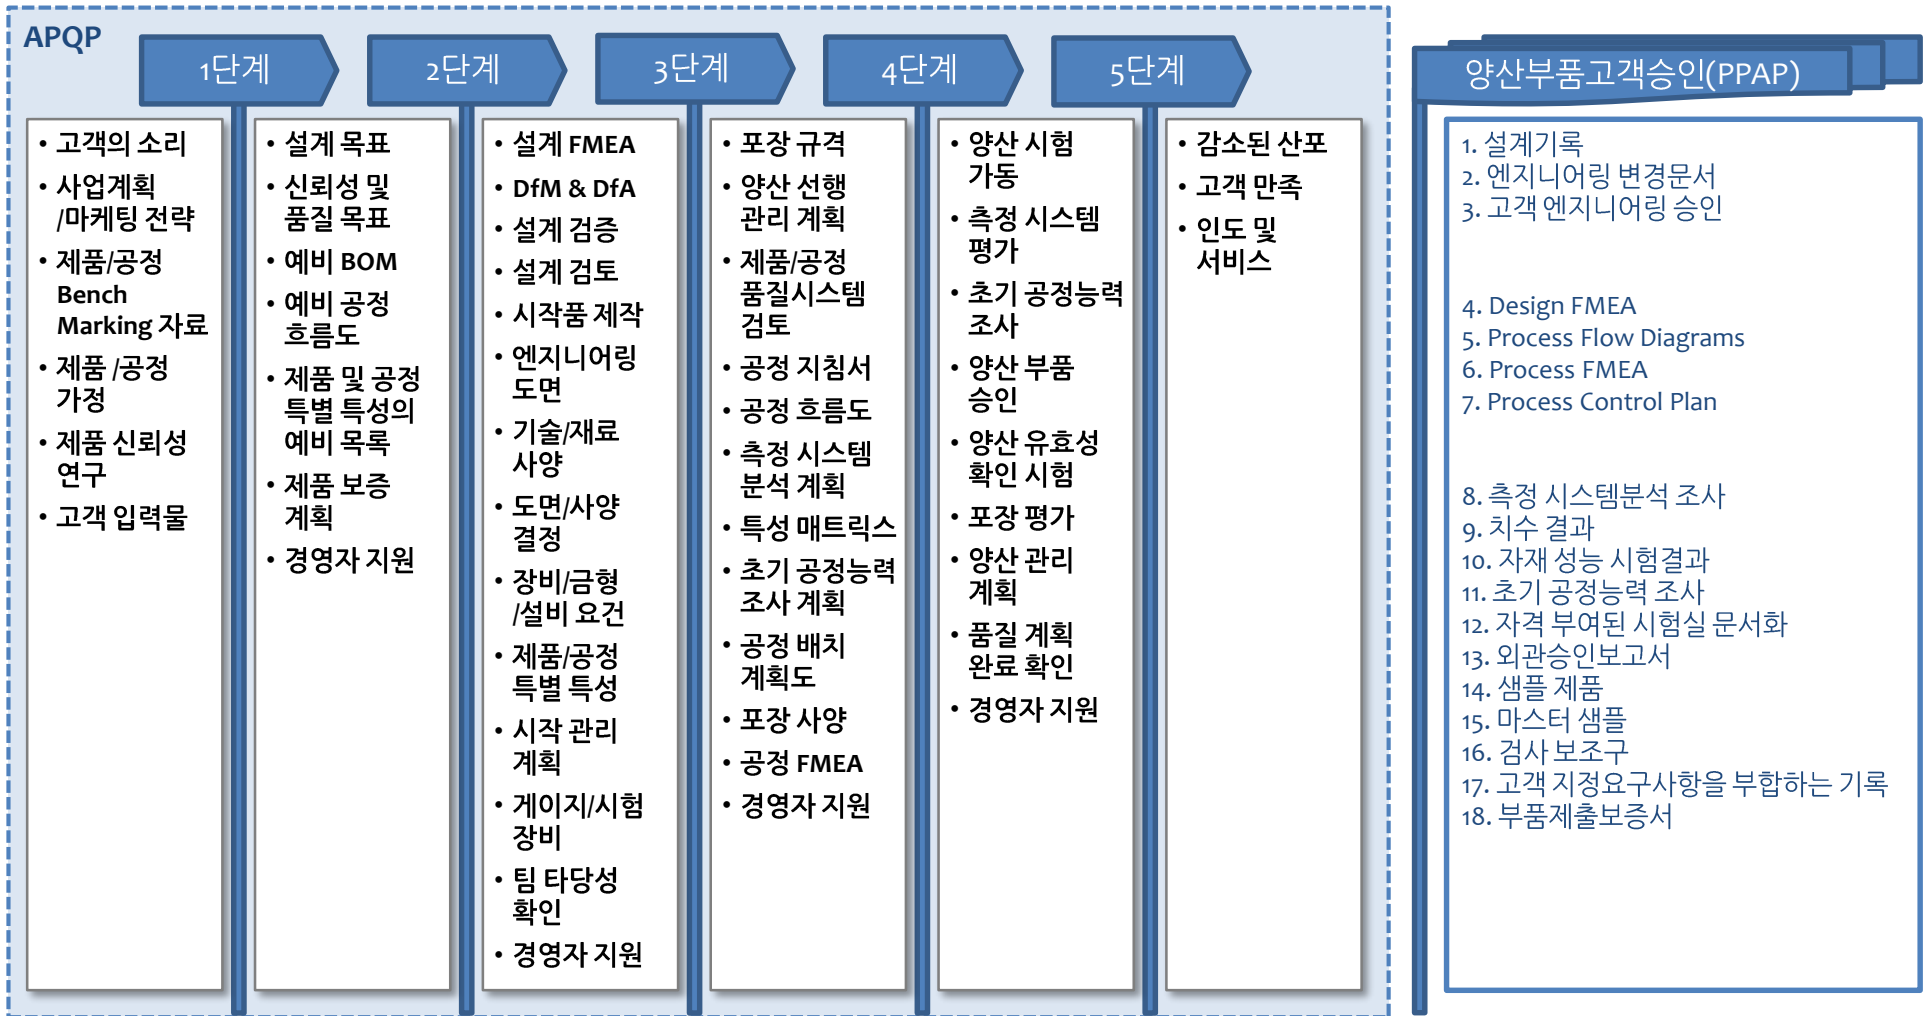 APQP
1단계
2단계
3단계
4단계
5단계
• 고객의 소리
• 사업계획
/마케팅 전략
• 제품/공정
Bench
Marking 자료
• 제품 /공정
가정
• 제품 신뢰성
연구
• 고객 입력물
• 설계 목표
• 신뢰성 및
품질 목표
• 예비 BOM
• 예비 공정
흐름도
• 제품 및 공정
특별 특성의
예비 목록
• 제품 보증
계획
• 경영자 지원
• 설계 FMEA
• DfM & DfA
• 설계 검증
• 설계 검토
• 시작품 제작
• 엔지니어링
도면
• 기술/재료
사양
• 도면/사양
결정
• 장비/금형
/설비 요건
• 제품/공정
특별 특성
• 시작 관리
계획
• 게이지/시험
장비
• 팀 타당성
확인
• 경영자 지원
• 포장 규격
• 양산 선행
관리 계획
• 제품/공정
품질시스템
검토
• 공정 지침서
• 공정 흐름도
• 측정 시스템
분석 계획
• 특성 매트릭스
• 초기 공정능력
조사 계획
• 공정 배치
계획도
• 포장 사양
• 공정 FMEA
• 경영자 지원
• 양산 시험
가동
• 측정 시스템
평가
• 초기 공정능력
조사
• 양산 부품
승인
• 양산 유효성
확인 시험
• 포장 평가
• 양산 관리
계획
• 품질 계획
완료 확인
• 경영자 지원
• 감소된 산포
• 고객 만족
• 인도 및
서비스
양산부품고객승인(PPAP)
1. 설계기록
2. 엔지니어링 변경문서
3. 고객 엔지니어링 승인
4. Design FMEA
5. Process Flow Diagrams
6. Process FMEA
7. Process Control Plan
8. 측정 시스템분석 조사
9. 치수 결과
10. 자재 성능 시험결과
11. 초기 공정능력 조사
12. 자격 부여된 시험실 문서화
13. 외관승인보고서
14. 샘플 제품
15. 마스터 샘플
16. 검사 보조구
17. 고객 지정요구사항을 부합하는 기록
18. 부품제출보증서